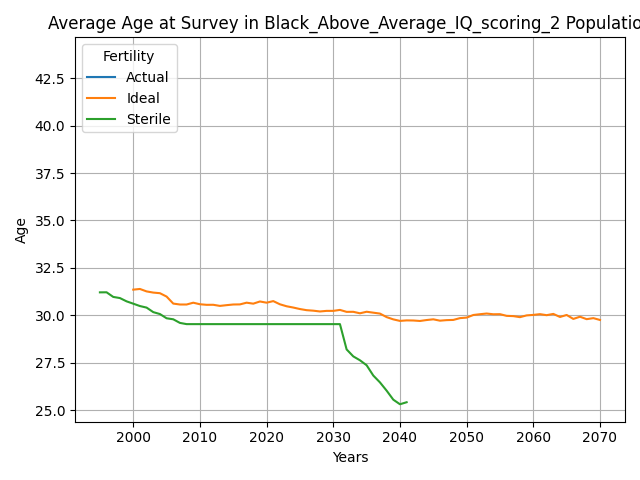 Average Age at Survey in Black_Above_Average_IQ_scoring_2 Populatio
Fertility
Actual
Ideal
Sterile
42.5
40.0
37.5
35.0
32.5
30.0
27.5
25.0
Age
2000 2010 2020 2030 2040 2050 2060 2070
Years